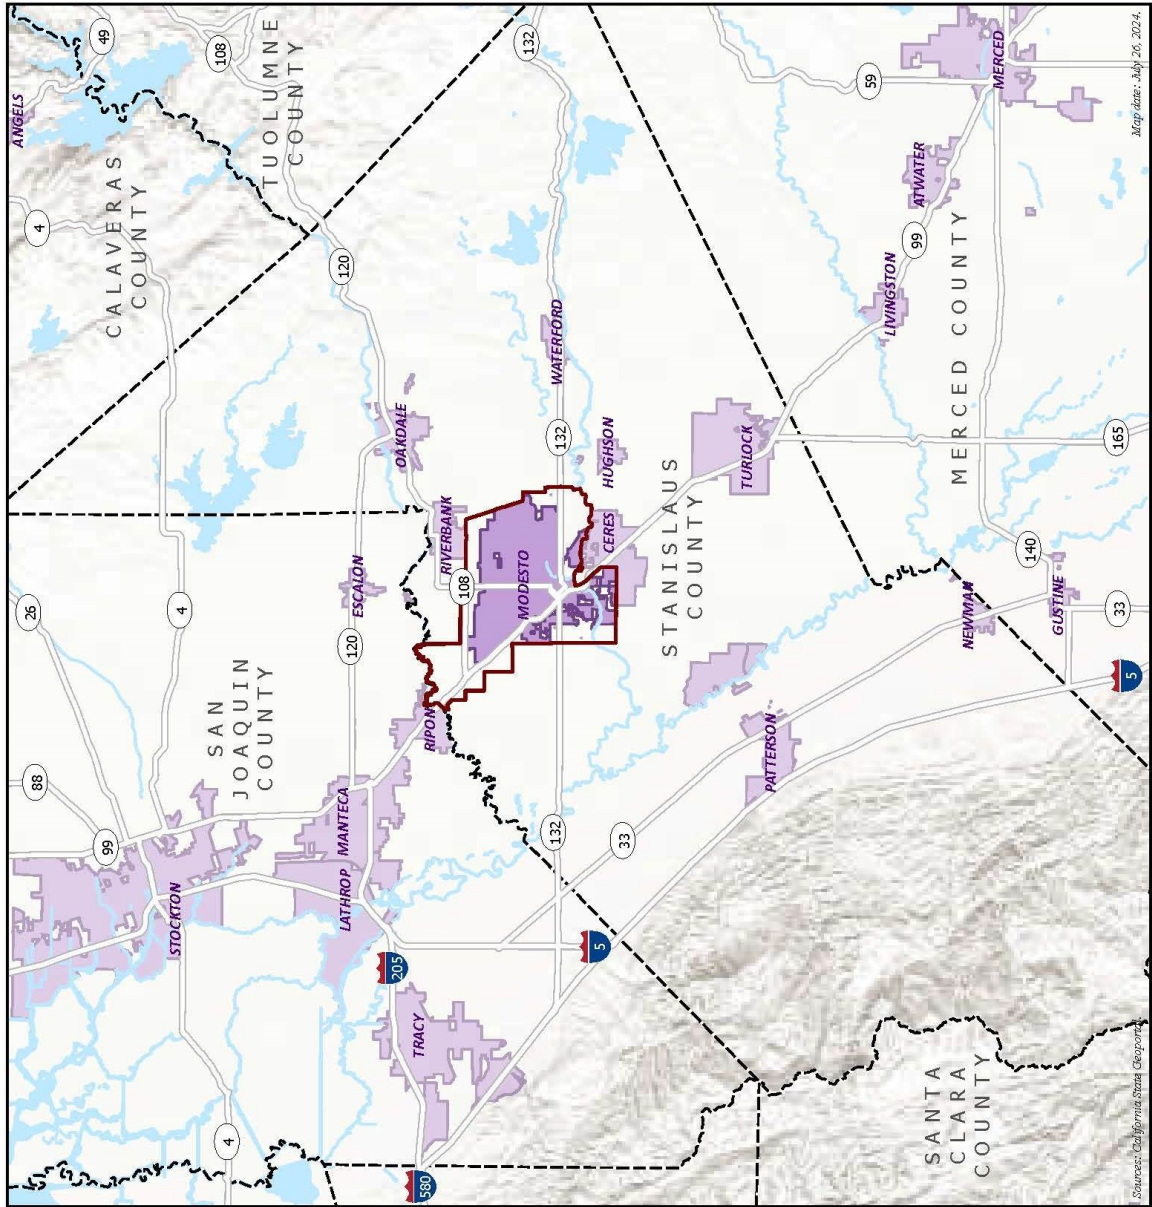 ANGELS
26
88
4
49
99
CALAVERAS
COUNTY
STOCKTON
4
SAN
JOAQUIN
COUNTY
108
4
TUOLUMNE
COUNTY
LATHROP
MANTECA
120
120
ESCALON
205
OAKDALE
TRACY
580
RIPON
RIVERBANK
108
MODESTO
132
132
132
WATERFORD
5
CERES
HUGHSON
33
STANISLAUS
COUNTY
TURLOCK
PATTERSON
59
LIVINGSTON
99
ATWATER
SANTA
CLARA
COUNTY
MERCED COUNTY
NEWMAN
MERCED
140
GUSTINE
33
165
5
Sources: California State Geoportal.
Map date: July 26, 2024.